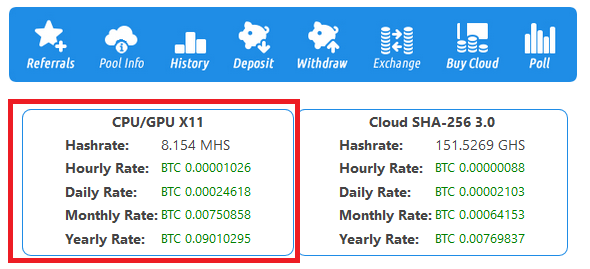 Referrals Pool Info History Deposit Withdraw Exchange Buy Cloud Poll
CPU/GPU X11
Hashrate: 8.154 MHS
Hourly Rate: BTC 0.00001026
Daily Rate: BTC 0.00024618
Monthly Rate: BTC 0.00750858
Yearly Rate: BTC 0.09010295
Cloud SHA-256 3.0
Hashrate: 151.5269 GHS
Hourly Rate: BTC 0.00000088
Daily Rate: BTC 0.00002103
Monthly Rate: BTC 0.00064153
Yearly Rate: BTC 0.00769837